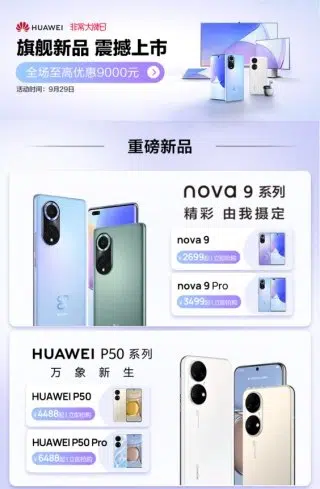 HUAWEI 非常大牌日
旗舰新品 震撼上市
全场至高优惠9000元
活动时间：9月29日
重磅新品
nova 9 系列
精彩 由我摄定
nova 9
¥2699起 | 立即抢购
nova 9 Pro
¥3499起 | 立即抢购
HUAWEI P50 系列
万象新生
HUAWEI P50
¥4488起 | 立即抢购
HUAWEI P50 Pro
¥6488起 | 立即抢购